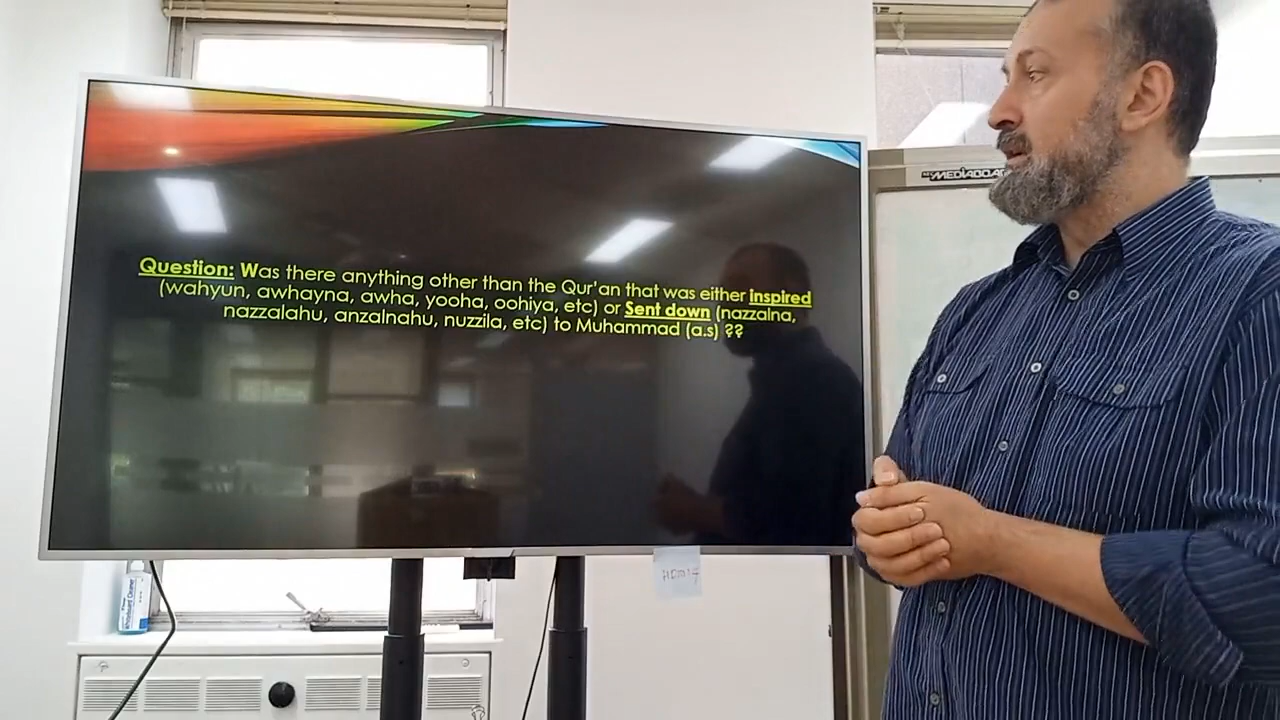 Question: Was there anything other than the Qur'an that was either inspired
(wahyun, awhayna, awha, yooha, oohiya, etc) or Sent down (nazzalna,
nazzalahu, anzalnahu, nuzzila, etc) to Muhammad (a.s) ??